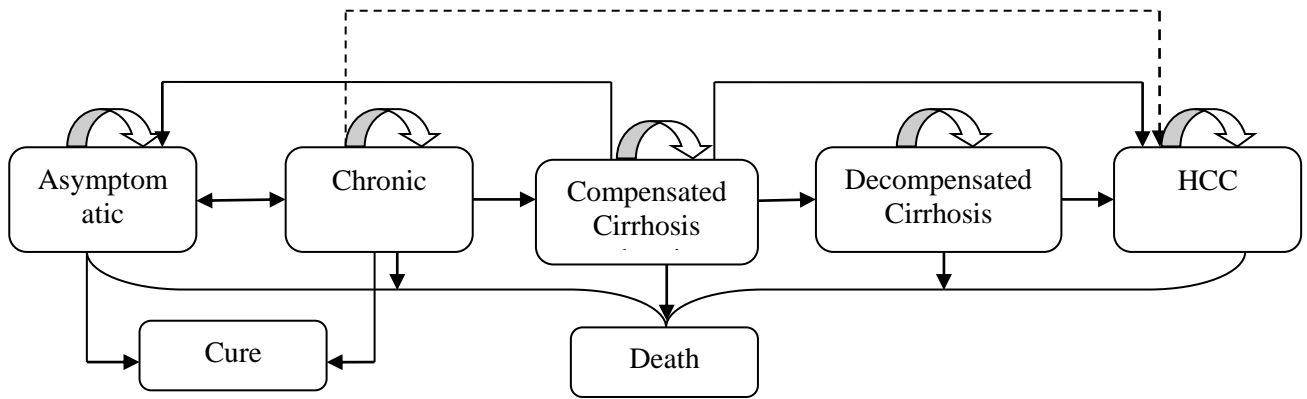 Asymptom
atic
Chronic
Compensated
Cirrhosis
Decompensated
Cirrhosis
HCC
Cure
Death